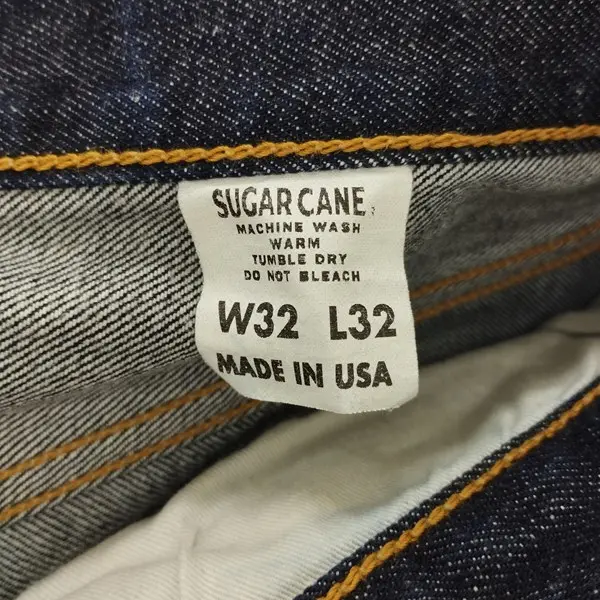 SUGAR CANE
MACHINE WASH
WARM
TUMBLE DRY
DO NOT BLEACH
W32 L32
MADE IN USA